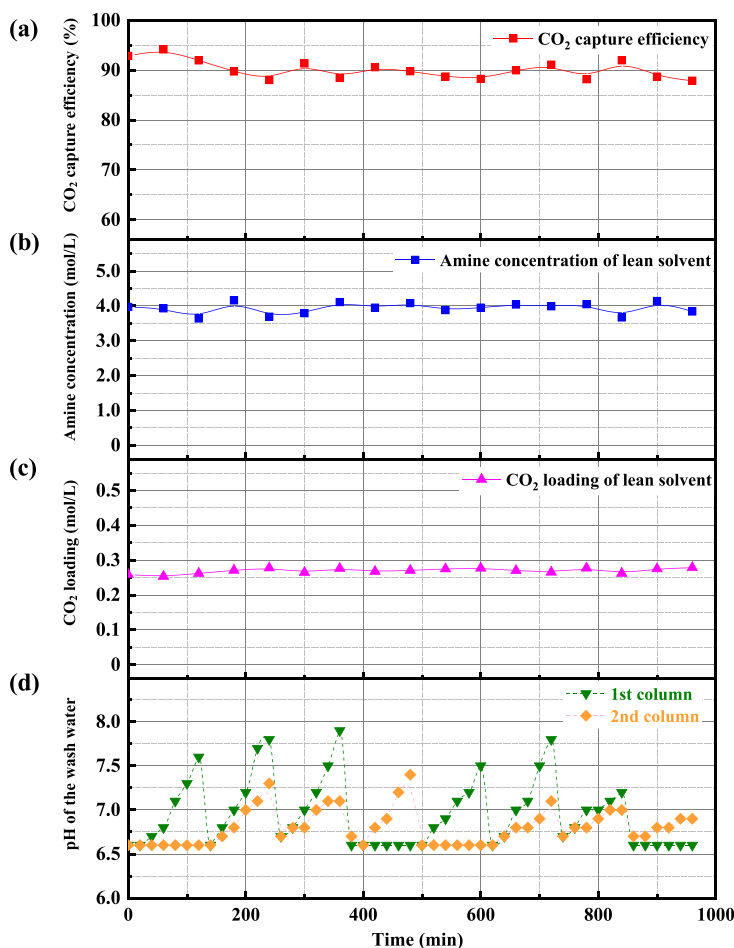 (a)
CO₂ capture efficiency (%)
100
90
80
70
60
CO₂ capture efficiency
(b)
Amine concentration (mol/L)
5.0
4.0
3.0
2.0
1.0
0
Amine concentration of lean solvent
(c)
CO₂ loading (mol/L)
0.5
0.4
0.3
0.2
0.1
0
CO₂ loading of lean solvent
(d)
pH of the wash water
8.0
7.5
7.0
6.5
6.0
1st column
2nd column
0 200 400 600 800 1000
Time (min)